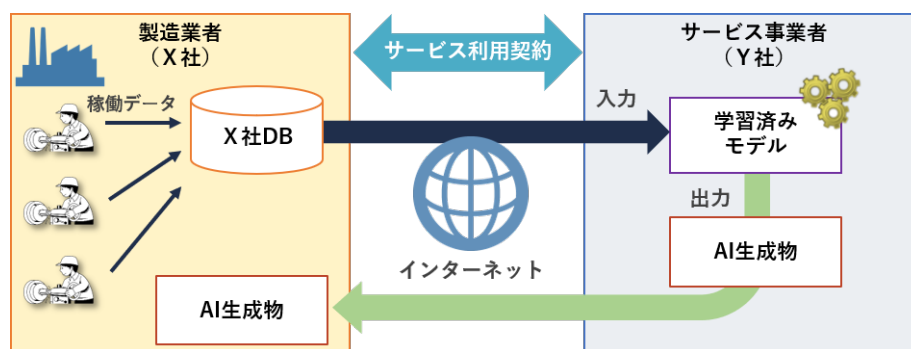 製造業者
（X社）
サービス利用契約
サービス事業者
（Y社）
稼働データ
X社DB
入力
学習済み
モデル
出力
インターネット
AI生成物
AI生成物